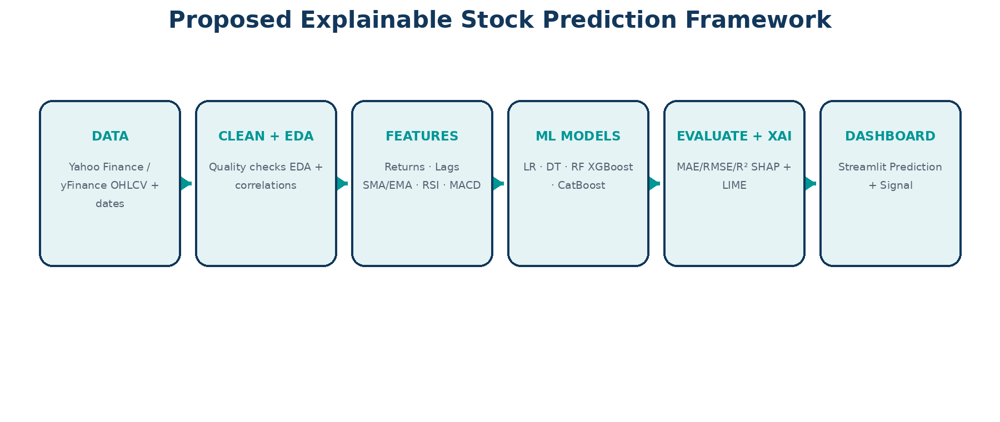 Proposed Explainable Stock Prediction Framework
DATA
Yahoo Finance /
yFinance OHLCV +
dates
CLEAN + EDA
Quality checks EDA +
correlations
FEATURES
Returns · Lags
SMA/EMA · RSI · MACD
ML MODELS
LR · DT · RF XGBoost
· CatBoost
EVALUATE + XAI
MAE/RMSE/R² SHAP +
LIME
DASHBOARD
Streamlit Prediction
+ Signal